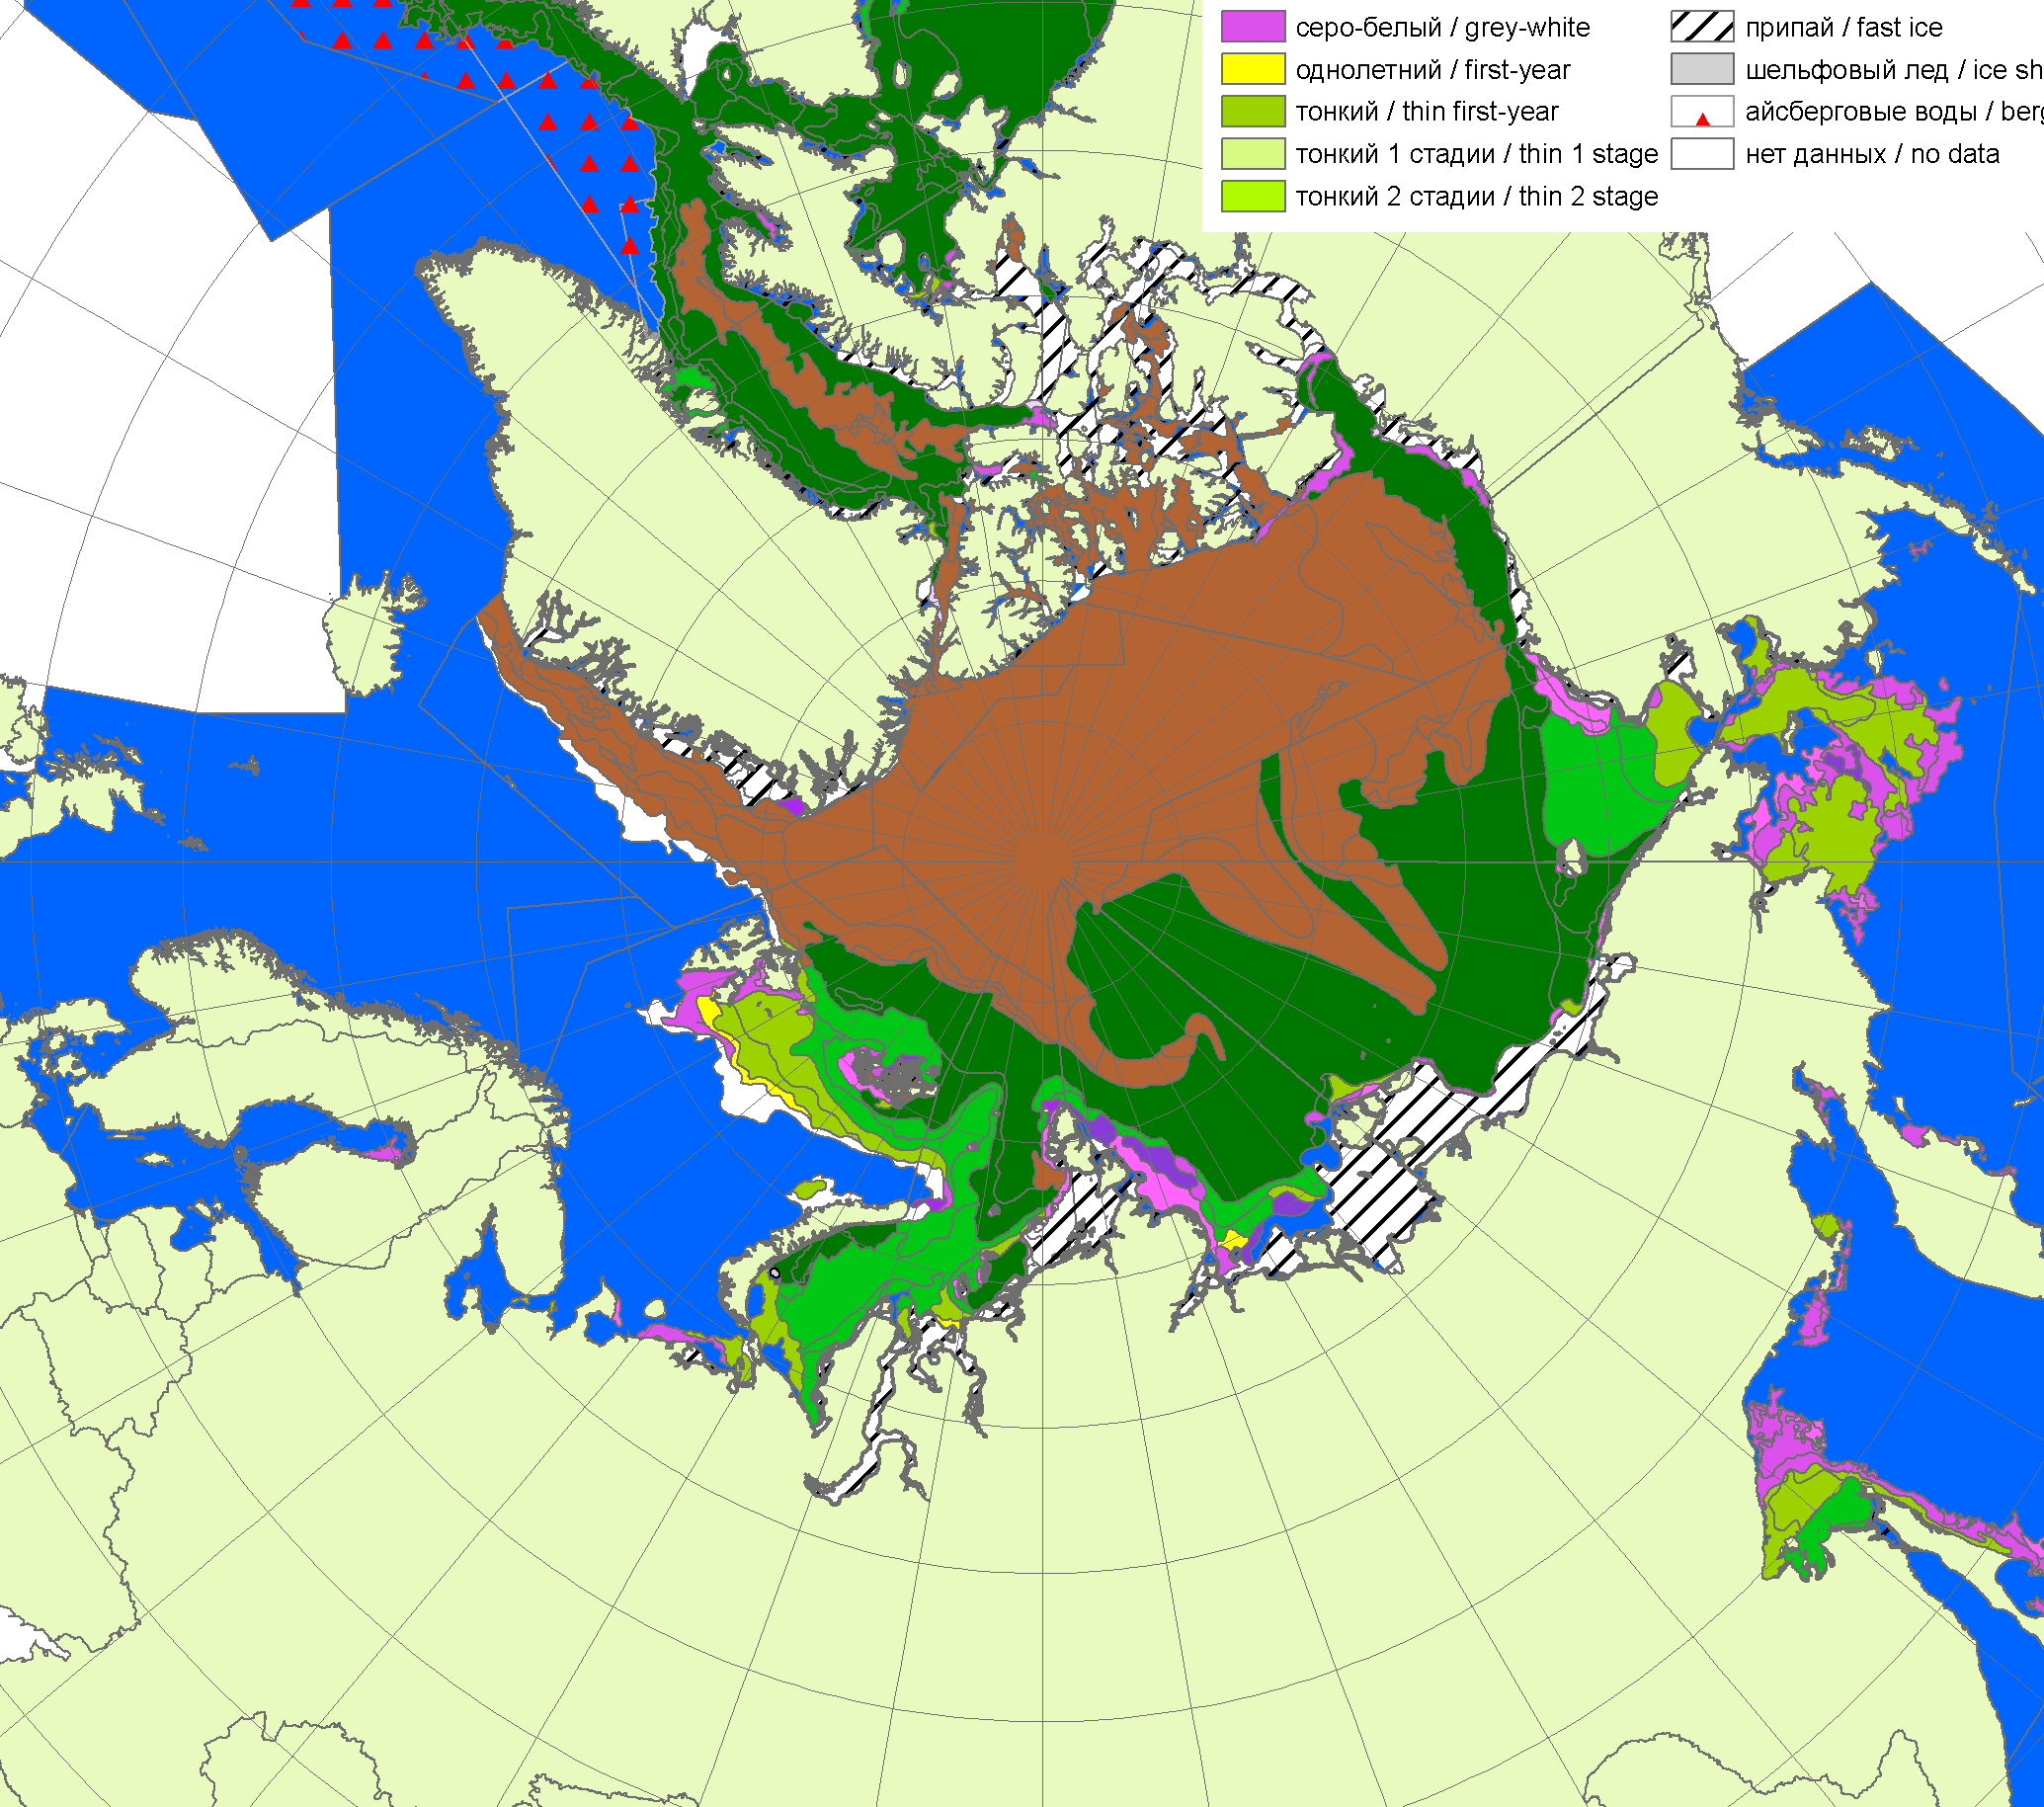 серо-белый / grey-white
однолетний / first-year
тонкий / thin first-year
тонкий 1 стадии / thin 1 stage
тонкий 2 стадии / thin 2 stage
припай / fast ice
шельфовый лед / ice sh
айсберговые воды / berg
нет данных / no data